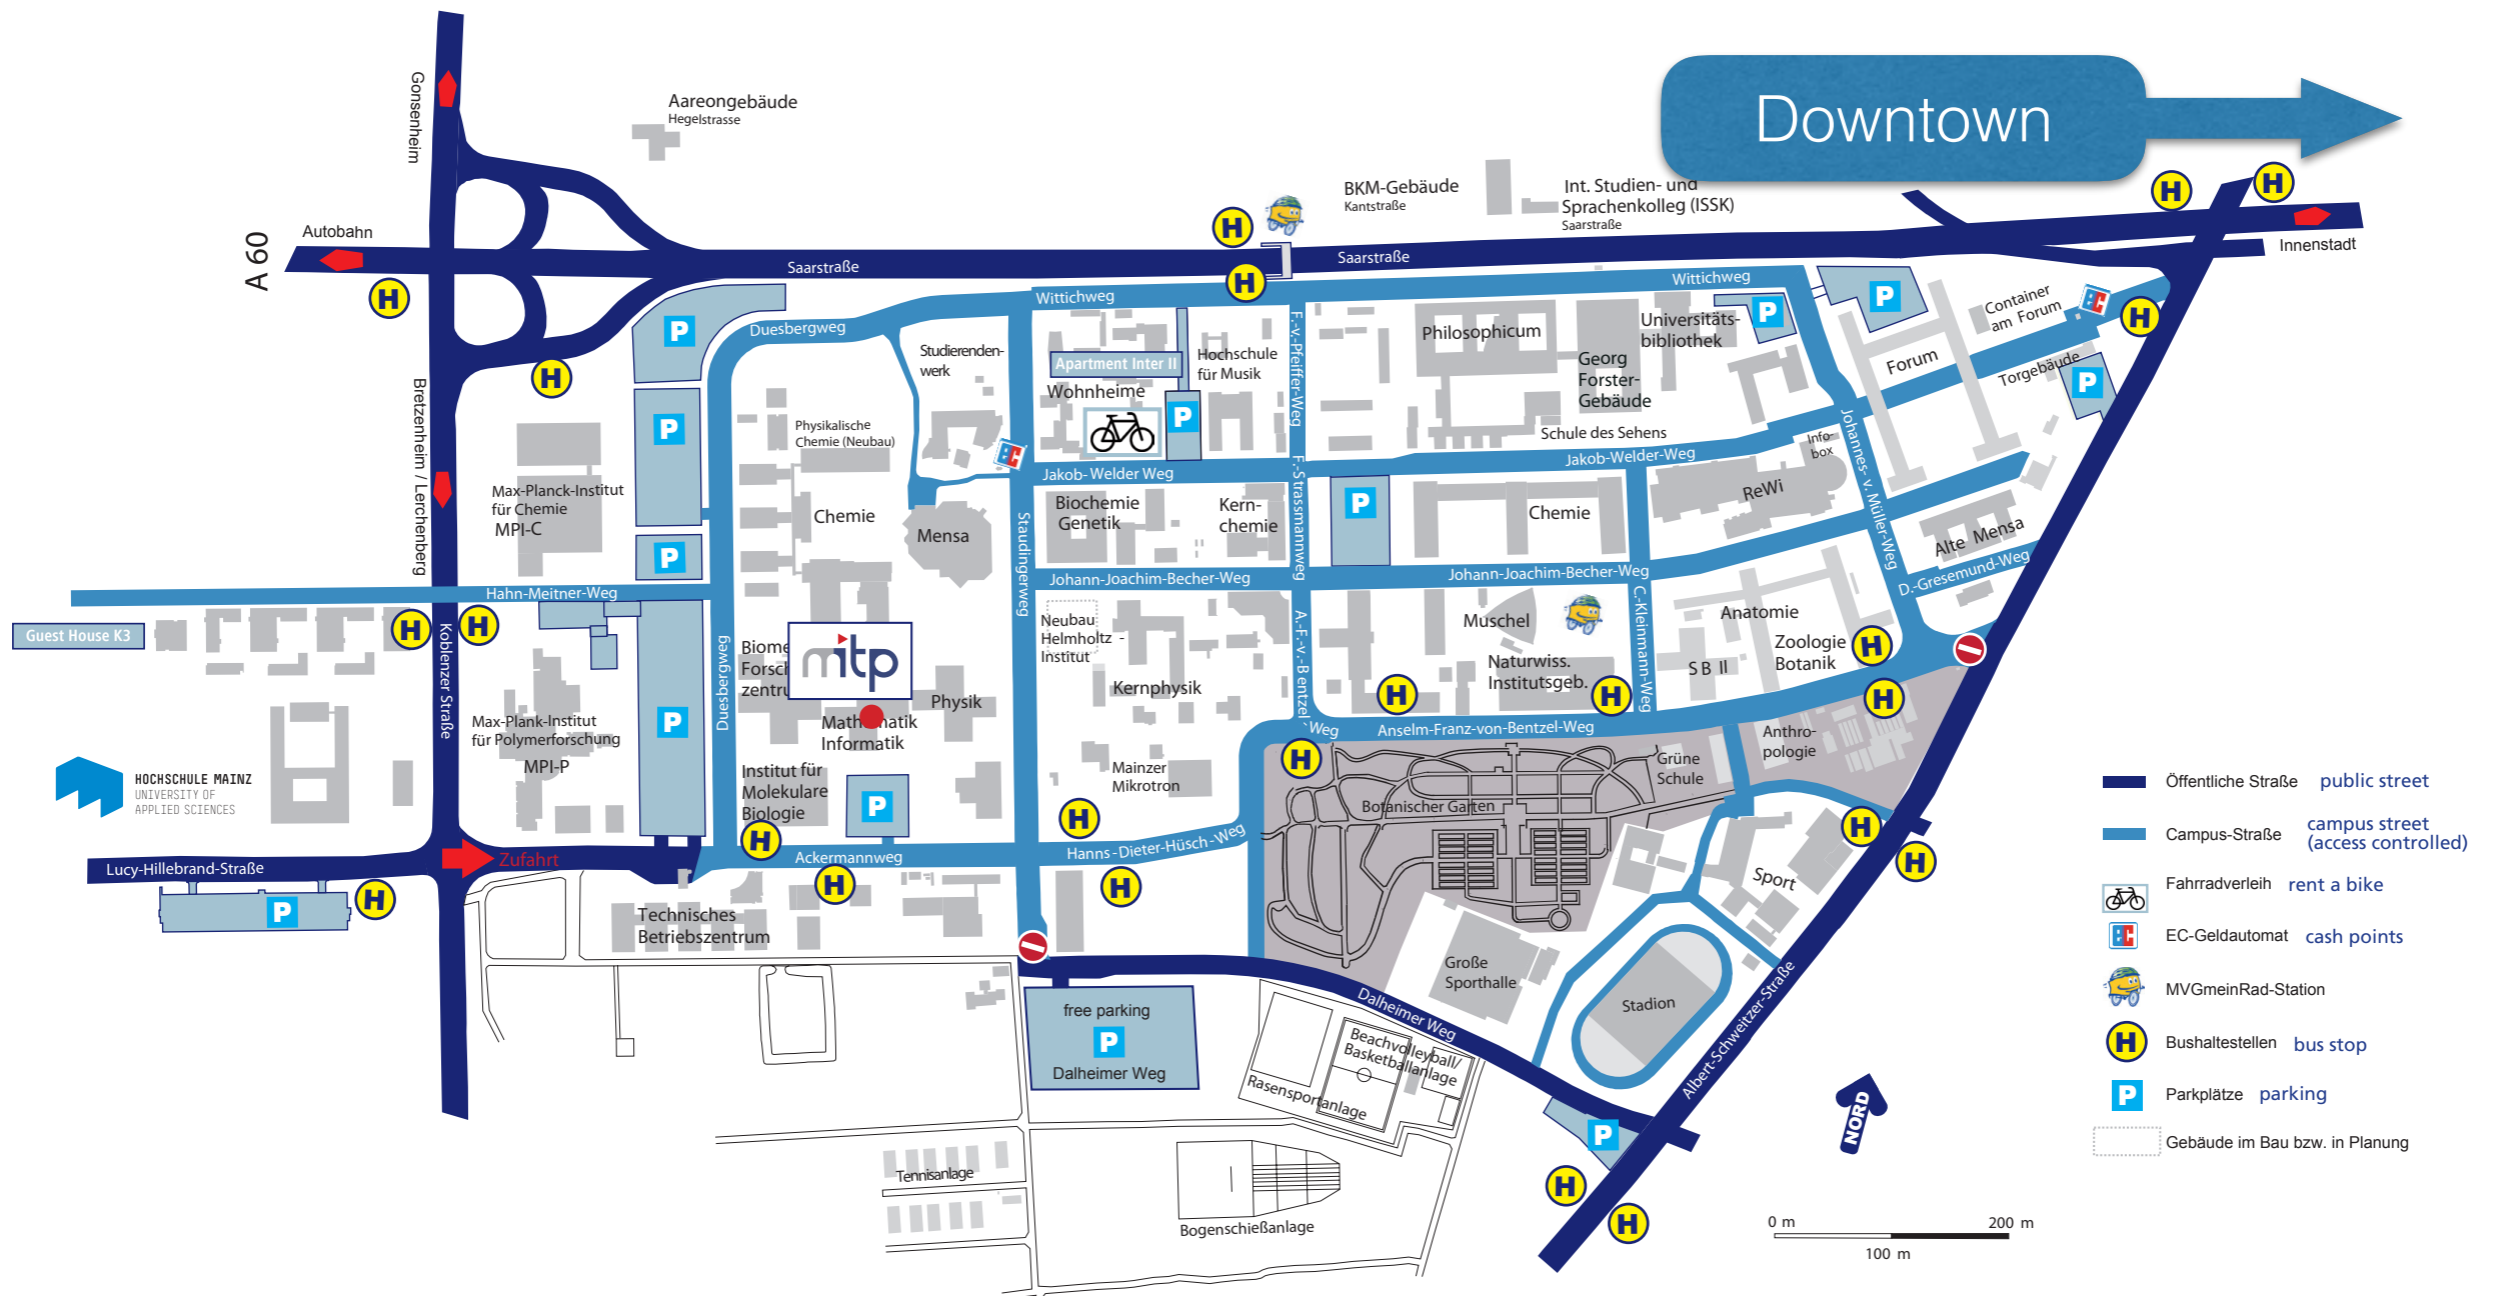 Gonsenheim
Aareongebäude
Hegelstrasse
Downtown
BKM-Gebäude
Kantstraße
Int. Studien- und
Sprachenkolleg (ISSK)
Saarstraße
H
H
H
A 60
Autobahn
Saarstraße
Saarstraße
Innenstadt
H
H
Wittichweg
Wittichweg
P
Duesbergweg
P
P
Container
am Forum
EC
H
Studierenden-
werk
Apartment Inter II
Hochschule
für Musik
F.-v.-Pfeiffer-Weg
Philosophicum
Universitäts-
bibliothek
Georg
Forster-
Gebäude
Forum
Torgebäude
P
H
Bretzenheim / Lerchenberg
Wohnheime
P
P
Physikalische
Chemie (Neubau)
EC
Schule des Sehens
Info-
box
Johannes- v. Müller-Weg
Jakob-Welder Weg
Jakob-Welder-Weg
F.-Strassmannweg
Max-Planck-Institut
für Chemie
MPI-C
Chemie
Mensa
Staudingerweg
Biochemie
Genetik
Kern-
chemie
P
Chemie
ReWi
Alte Mensa
P
Hahn-Meitner-Weg
Johann-Joachim-Becher-Weg
Johann-Joachim-Becher-Weg
D.-Gresemund-Weg
Guest House K3
H
H
Koblenzer Straße
Duesbergweg
Biome
Forsch
zentru
mitp
Neubau
Helmholtz -
Institut
A.-F.-v.-Bentzel-Weg
Muschel
C.-Kleinmann-Weg
Anatomie
Zoologie
Botanik
H
S B II
Naturwiss.
Institutsgeb.
Kernphysik
Physik
H
H
H
Max-Plank-Institut
für Polymerforschung
MPI-P
P
Mathematik
Informatik
Anselm-Franz-von-Bentzel-Weg
Anthro-
pologie
Grüne
Schule
H
HOCHSCHULE MAINZ
UNIVERSITY OF
APPLIED SCIENCES
Institut für
Molekulare
Biologie
P
Mainzer
Mikrotron
Botanischer Garten
H
H
H
H
Zufahrt
Ackermannweg
Hanns-Dieter-Hüsch-Weg
Lucy-Hillebrand-Straße
P
H
H
H
Technisches
Betriebszentrum
Sport
Große
Sporthalle
Stadion
free parking
P
Dalheimer Weg
Dalheimer Weg
Beachvolleyball/
Basketballanlage
Rasensportanlage
Albert-Schweitzer-Straße
P
NORD
Tennisanlage
Bogenschießanlage
H
H
Öffentliche Straße public street
Campus-Straße campus street
(access controlled)
Fahrradverleih rent a bike
EC EC-Geldautomat cash points
MVGmeinRad-Station
H Bushaltestellen bus stop
P Parkplätze parking
Gebäude im Bau bzw. in Planung
0 m 200 m
100 m